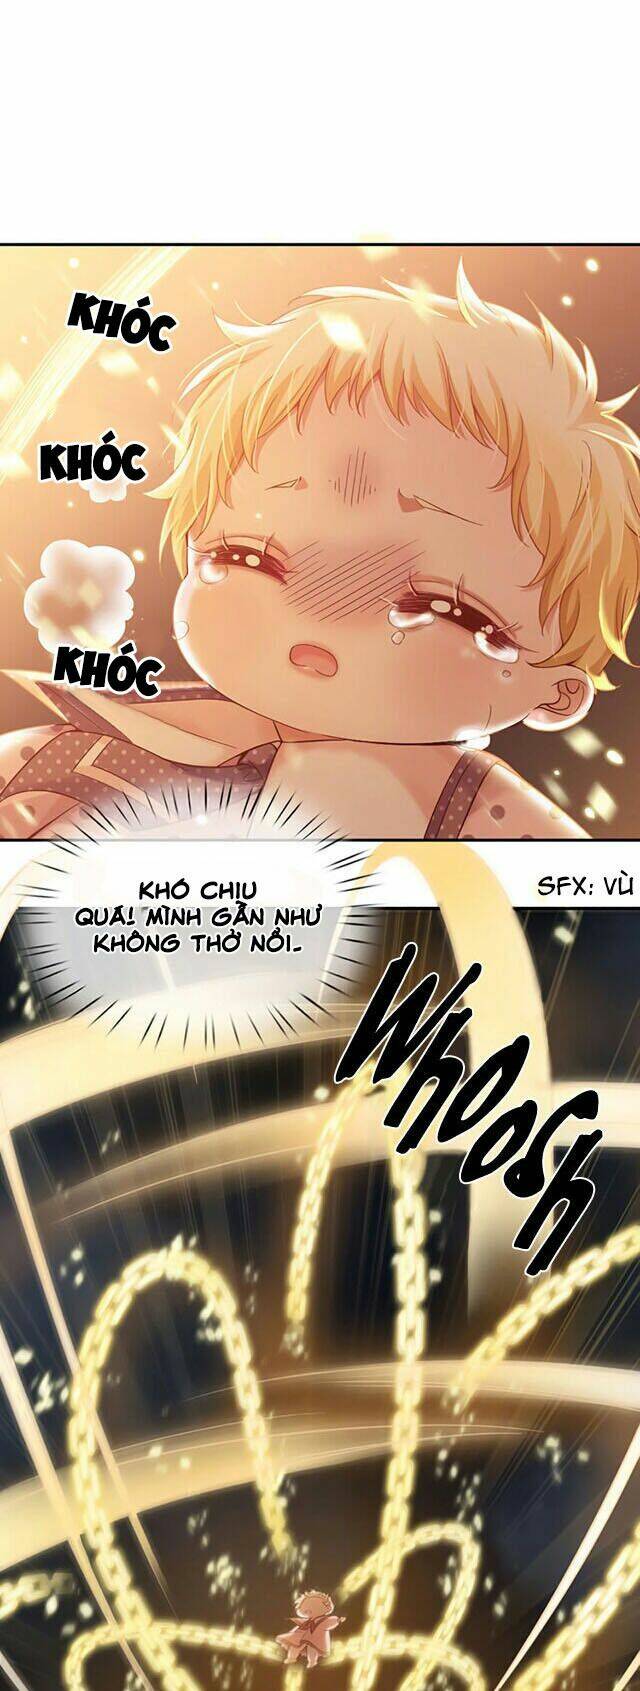 KHÓC
KHÓC
KHÓC
KHÓ CHỊU
QUÁ! MÌNH GẦN NHƯ
KHÔNG THỞ NỔI-
SFX: VÙ
WHOOSH